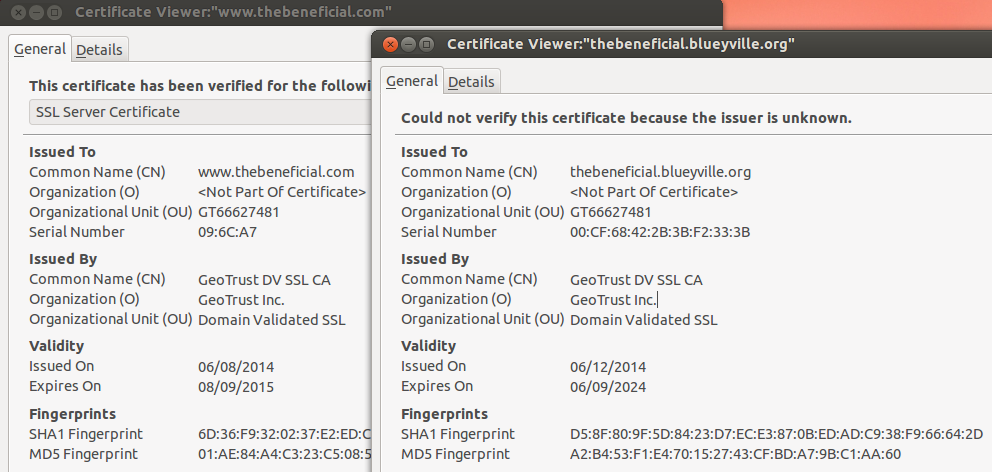 Certificate Viewer:"www.thebeneficial.com"
General Details
This certificate has been verified for the
SSL Server Certificate
Issued To
Common Name (CN) www.thebeneficial.com
Organization (O) <Not Part Of Certificate>
Organizational Unit (OU) GT66627481
Serial Number 09:6C:A7
Issued By
Common Name (CN) GeoTrust DV SSL CA
Organization (O) GeoTrust Inc.
Organizational Unit (OU) Domain Validated SSL
Validity
Issued On 06/08/2014
Expires On 08/09/2015
Fingerprints
SHA1 Fingerprint 6D:36:F9:32:02:37:E2:ED:C
MD5 Fingerprint 01:AE:84:A4:C3:23:C5:08:5
Certificate Viewer:"thebeneficial.blueyville.org"
General Details
Could not verify this certificate because the issuer is unknown.
Issued To
Common Name (CN) thebeneficial.blueyville.org
Organization (O) <Not Part Of Certificate>
Organizational Unit (OU) GT66627481
Serial Number 00:CF:68:42:2B:3B:F2:33:3B
Issued By
Common Name (CN) GeoTrust DV SSL CA
Organization (O) GeoTrust Inc.
Organizational Unit (OU) Domain Validated SSL
Validity
Issued On 06/12/2014
Expires On 06/09/2024
Fingerprints
SHA1 Fingerprint D5:8F:80:9F:5D:84:23:D7:EC:E3:87:0B:ED:AD:C9:38:F9:66:64:2D
MD5 Fingerprint A2:B4:53:F1:E4:70:15:27:43:CF:BD:A7:9B:C1:AA:60